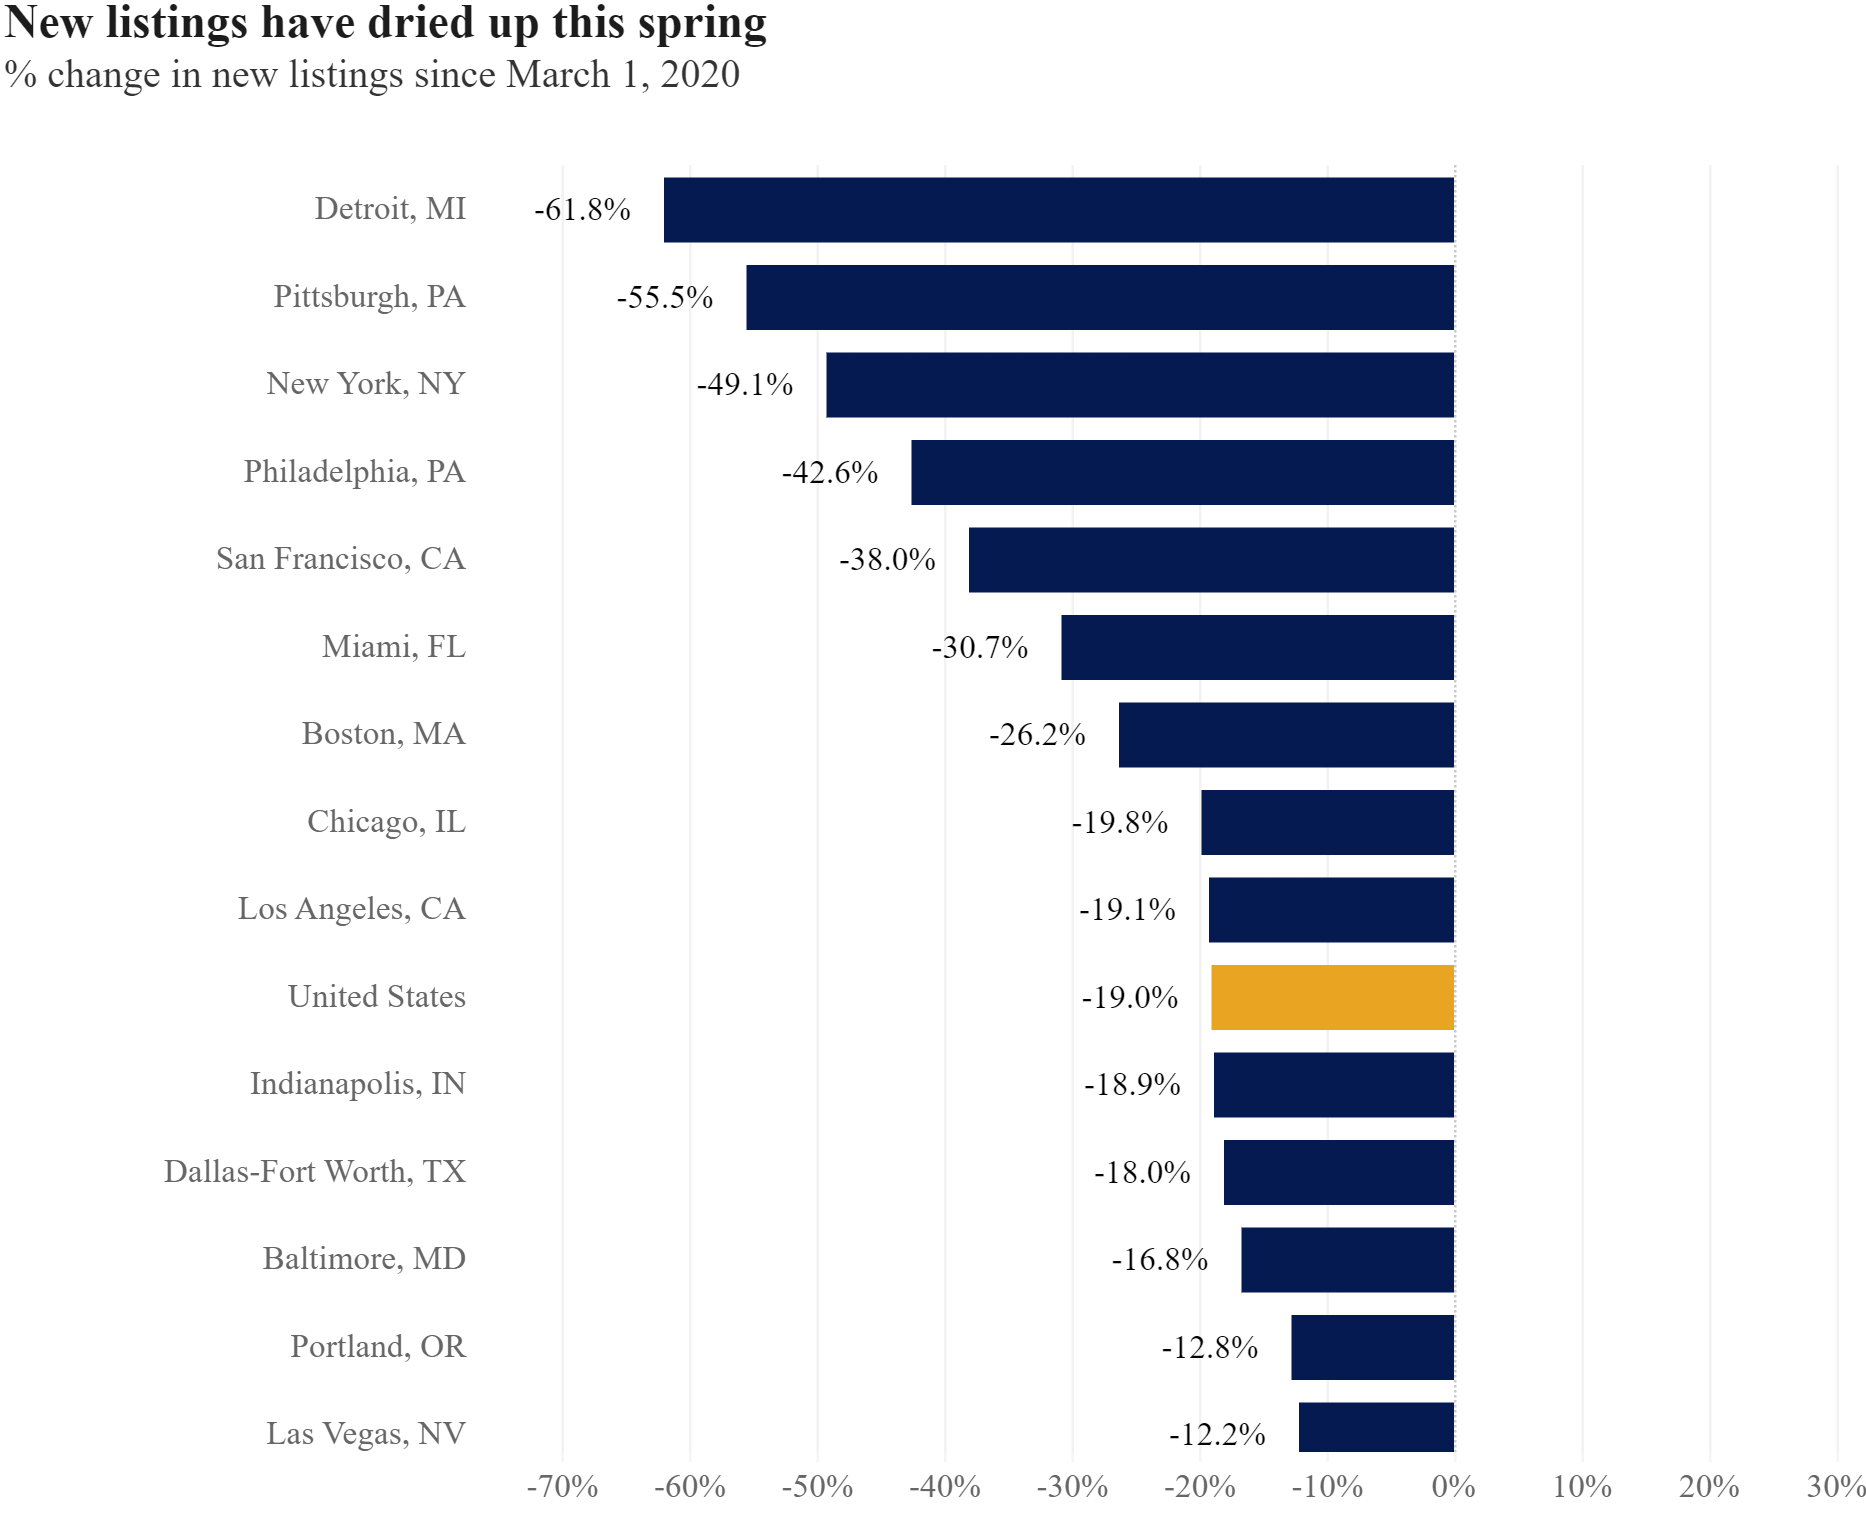 New listings have dried up this spring
% change in new listings since March 1, 2020
Detroit, MI -61.8%
Pittsburgh, PA -55.5%
New York, NY -49.1%
Philadelphia, PA -42.6%
San Francisco, CA -38.0%
Miami, FL -30.7%
Boston, MA -26.2%
Chicago, IL -19.8%
Los Angeles, CA -19.1%
United States -19.0%
Indianapolis, IN -18.9%
Dallas-Fort Worth, TX -18.0%
Baltimore, MD -16.8%
Portland, OR -12.8%
Las Vegas, NV -12.2%
-70% -60% -50% -40% -30% -20% -10% 0% 10% 20% 30%